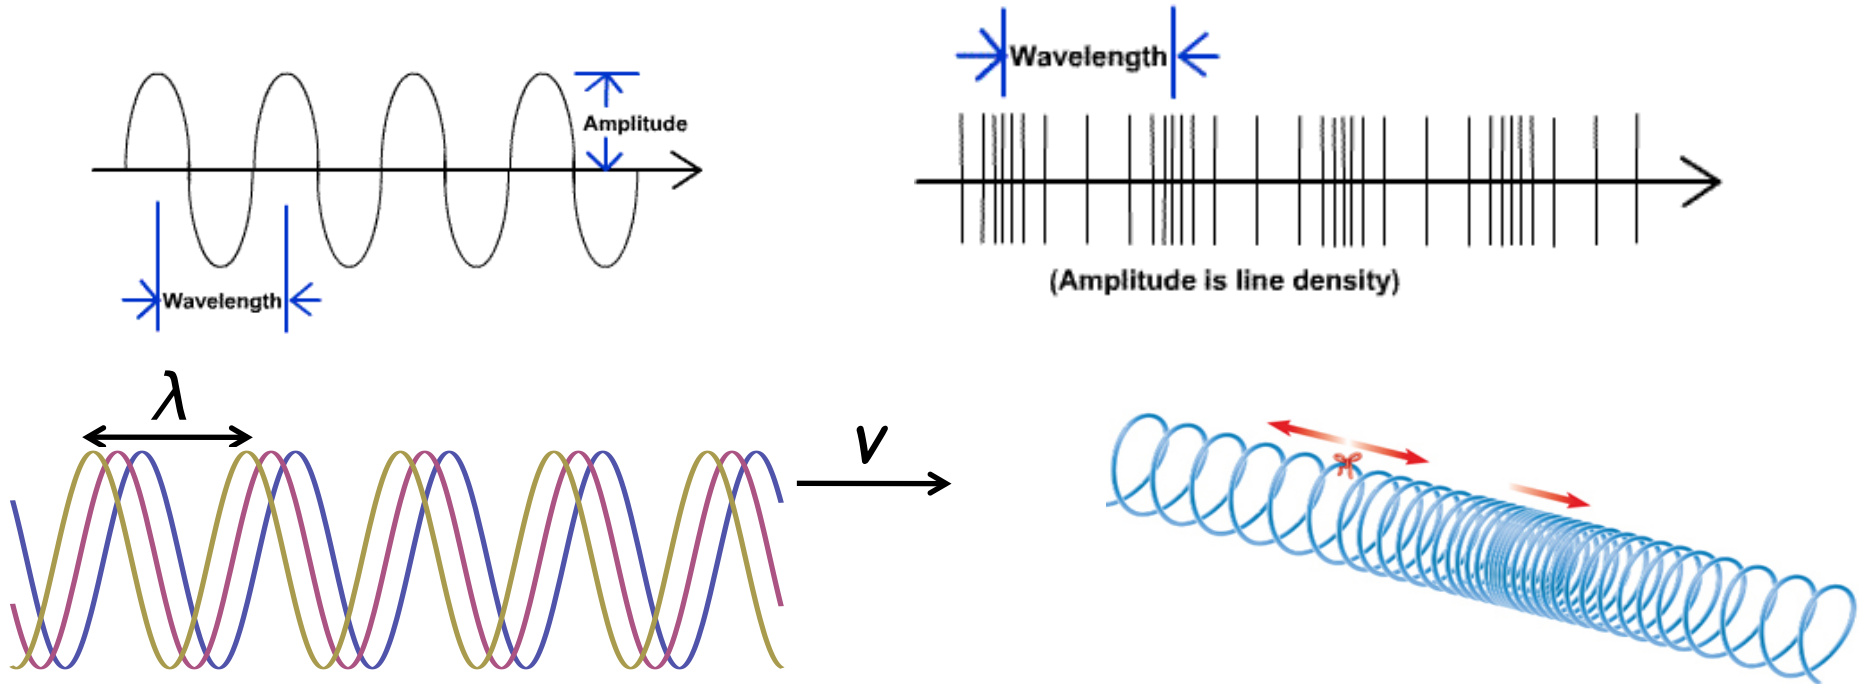 Amplitude
Wavelength
Wavelength
(Amplitude is line density)
λ
v